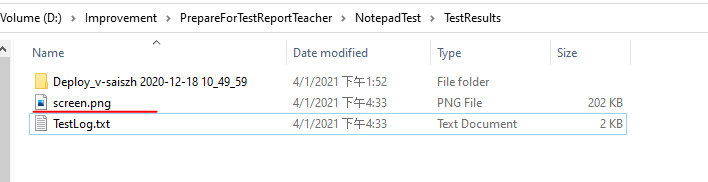 Volume (D:) > Improvement > PrepareForTestReportTeacher > NotepadTest > TestResults
Name Date modified Type Size
Deploy_v-saiszh 2020-12-18 10_49_59 4/1/2021 下午1:52 File folder
screen.png 4/1/2021 下午4:33 PNG File 202 KB
TestLog.txt 4/1/2021 下午4:33 Text Document 2 KB